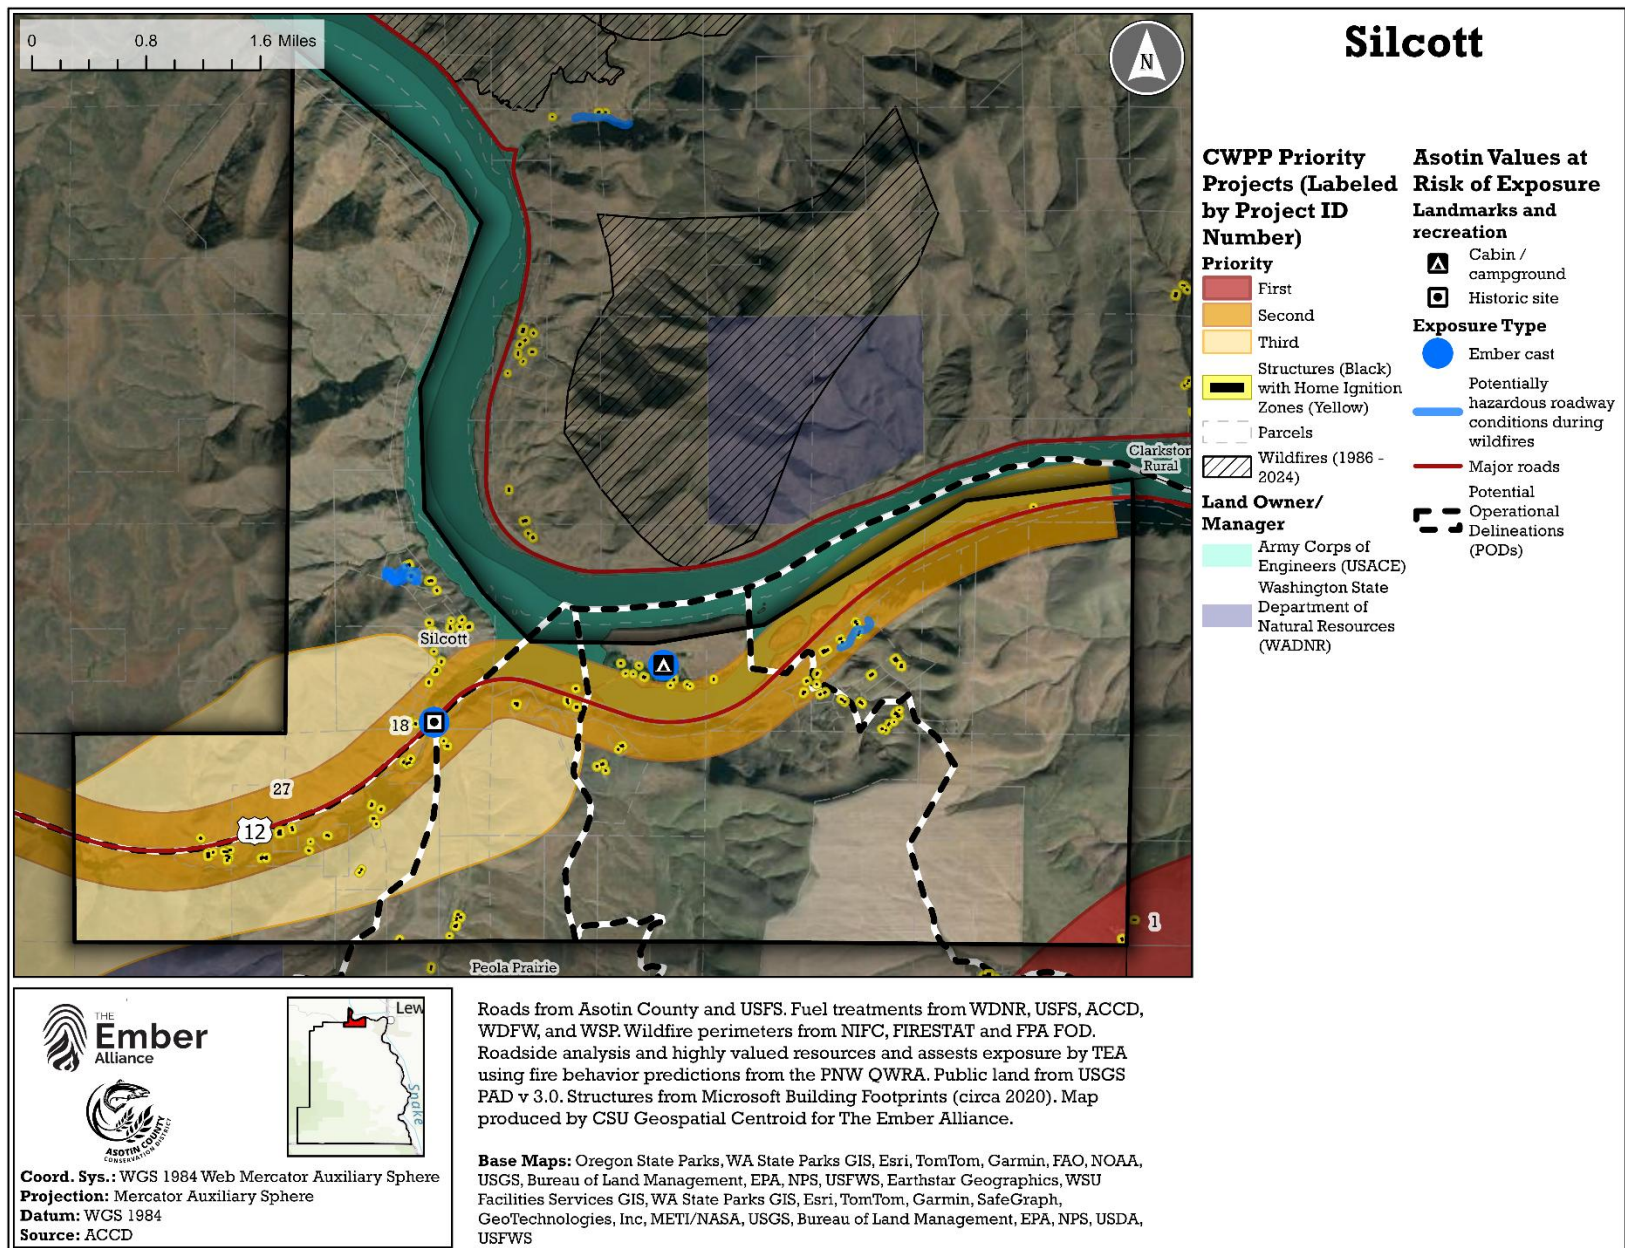 Silcott
0 0.8 1.6 Miles
N
CWPP Priority
Projects (Labeled
by Project ID
Number)
Priority
First
Second
Third
Structures (Black)
with Home Ignition
Zones (Yellow)
Parcels
Wildfires (1986 -
2024)
Land Owner/
Manager
Army Corps of
Engineers (USACE)
Washington State
Department of
Natural Resources
(WADNR)
Asotin Values at
Risk of Exposure
Landmarks and
recreation
Cabin /
campground
Historic site
Exposure Type
Ember cast
Potentially
hazardous roadway
conditions during
wildfires
Major roads
Potential
Operational
Delineations
(PODs)
Clarkston
Rural
Silcott
18
27
12
1
Peola Prairie
THE
Ember
Alliance
ASOTIN COUNTY
CONSERVATION DISTRICT
Lew
Snake
Coord. Sys.: WGS 1984 Web Mercator Auxiliary Sphere
Projection: Mercator Auxiliary Sphere
Datum: WGS 1984
Source: ACCD
Roads from Asotin County and USFS. Fuel treatments from WDNR, USFS, ACCD,
WDFW, and WSP. Wildfire perimeters from NIFC, FIRESTAT and FPA FOD.
Roadside analysis and highly valued resources and assests exposure by TEA
using fire behavior predictions from the PNW QWRA. Public land from USGS
PAD v 3.0. Structures from Microsoft Building Footprints (circa 2020). Map
produced by CSU Geospatial Centroid for The Ember Alliance.
Base Maps: Oregon State Parks, WA State Parks GIS, Esri, TomTom, Garmin, FAO, NOAA,
USGS, Bureau of Land Management, EPA, NPS, USFWS, Earthstar Geographics, WSU
Facilities Services GIS, WA State Parks GIS, Esri, TomTom, Garmin, SafeGraph,
GeoTechnologies, Inc, METI/NASA, USGS, Bureau of Land Management, EPA, NPS, USDA,
USFWS